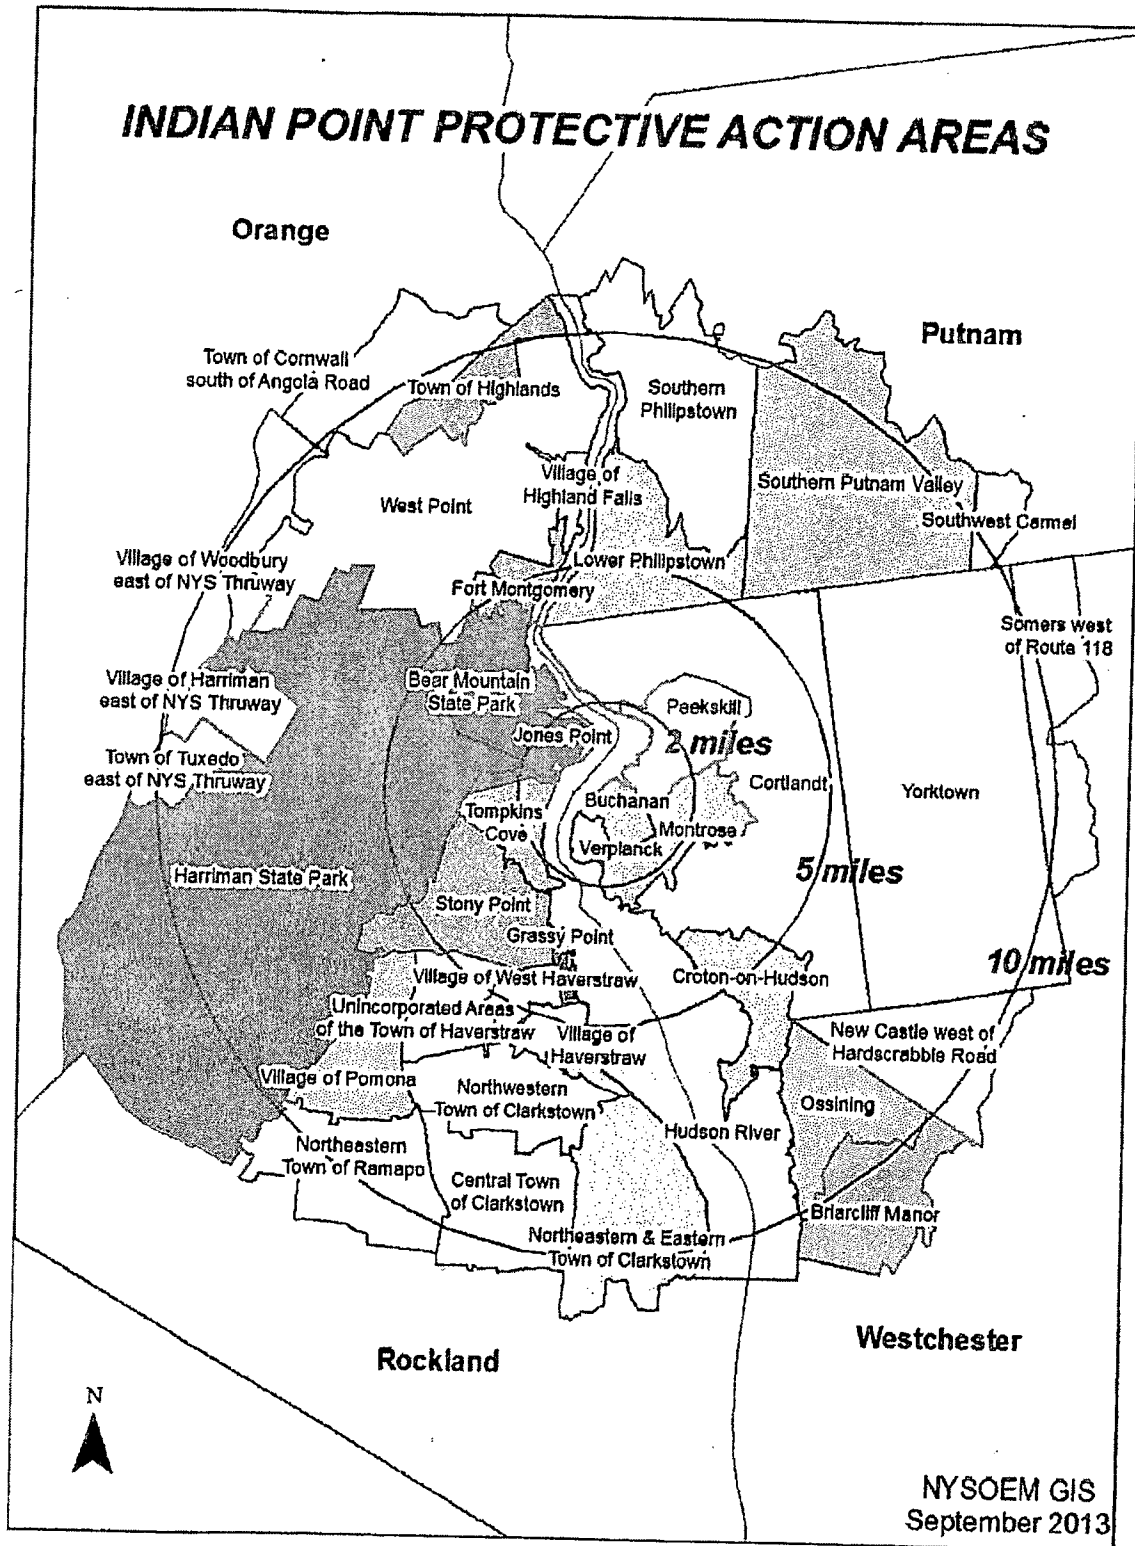 INDIAN POINT PROTECTIVE ACTION AREAS
Orange
Putnam
Town of Cornwall
south of Angola Road
Town of Highlands
Southern
Philipstown
Village of
Highland Falls
Southern Putnam Valley
West Point
Southwest Carmel
Village of Woodbury
east of NYS Thruway
Lower Philipstown
Fort Montgomery
Somers west
of Route 118
Village of Harriman
east of NYS Thruway
Bear Mountain
State Park
Peekskill
Jones Point
2 miles
Town of Tuxedo
east of NYS Thruway
Cortlandt
Yorktown
Buchanan
Tompkins
Cove
Montrose
Verplanck
Harriman State Park
5 miles
Stony Point
Grassy Point
10 miles
Village of West Haverstraw
Croton-on-Hudson
Unincorporated Areas
of the Town of Haverstraw
Village of
Haverstraw
New Castle west of
Hardscrabble Road
Village of Pomona
Northwestern
Town of Clarkstown
Ossining
Hudson River
Northeastern
Town of Ramapo
Central Town
of Clarkstown
Briarcliff Manor
Northeastern & Eastern
Town of Clarkstown
Rockland
Westchester
N
NYSOEM GIS
September 2013